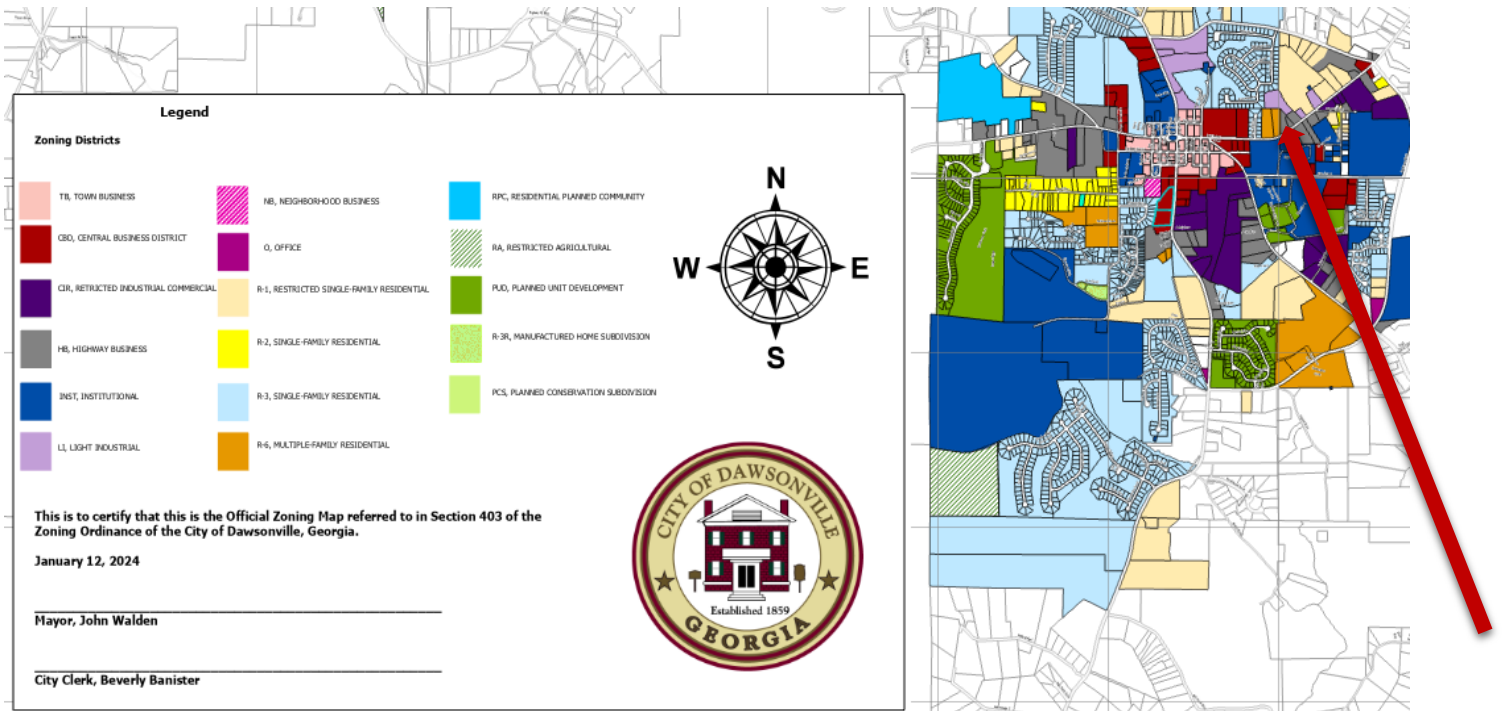 Legend
Zoning Districts
TB, TOWN BUSINESS
CBD, CENTRAL BUSINESS DISTRICT
CIR, RETRICTED INDUSTRIAL COMMERCIAL
HB, HIGHWAY BUSINESS
INST, INSTITUTIONAL
LI, LIGHT INDUSTRIAL
NB, NEIGHBORHOOD BUSINESS
O, OFFICE
R-1, RESTRICTED SINGLE-FAMILY RESIDENTIAL
R-2, SINGLE-FAMILY RESIDENTIAL
R-3, SINGLE-FAMILY RESIDENTIAL
R-6, MULTIPLE-FAMILY RESIDENTIAL
RPC, RESIDENTIAL PLANNED COMMUNITY
RA, RESTRICTED AGRICULTURAL
PUD, PLANNED UNIT DEVELOPMENT
R-3R, MANUFACTURED HOME SUBDIVISION
PCS, PLANNED CONSERVATION SUBDIVISION
N
W
E
S
This is to certify that this is the Official Zoning Map referred to in Section 403 of the
Zoning Ordinance of the City of Dawsonville, Georgia.
January 12, 2024
Mayor, John Walden
City Clerk, Beverly Banister
CITY OF DAWSONVILLE
Established 1859
GEORGIA